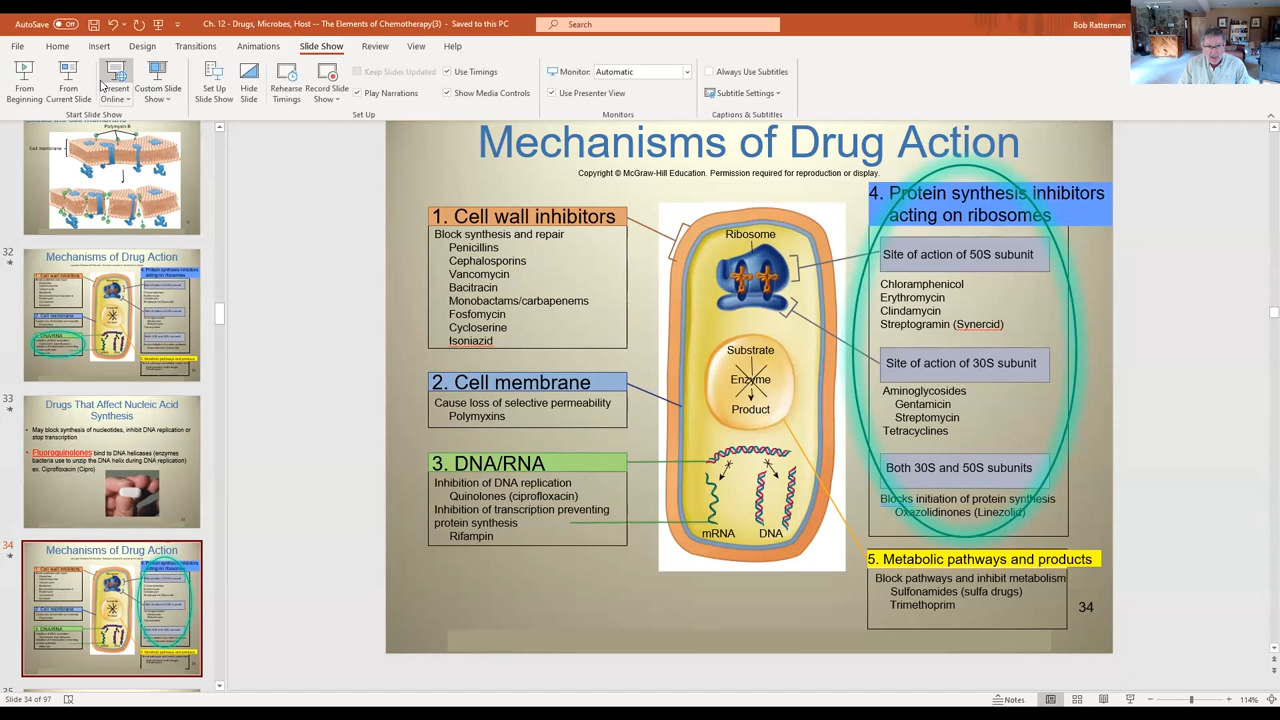 AutoSave Off
Ch. 12 - Drugs, Microbes, Host -- The Elements of Chemotherapy(3) - Saved to this PC
Search
Bob Ratterman
File Home Insert Design Transitions Animations Slide Show Review View Help
From Beginning
From Current Slide
Present Online
Custom Slide Show
Set Up Slide Show
Hide Slide
Rehearse Timings
Record Slide Show
Keep Slides Updated
Play Narrations
Use Timings
Show Media Controls
Monitor: Automatic
Use Presenter View
Always Use Subtitles
Subtitle Settings
Start Slide Show
Set Up
Monitors
Captions & Subtitles
Polymyxin B
Cell membrane
32
Mechanisms of Drug Action
33
Drugs That Affect Nucleic Acid
Synthesis
May block synthesis of nucleotides, inhibit DNA replication or
stop transcription
Fluoroquinolones bind to DNA helicases (enzymes
bacteria use to unzip the DNA helix during DNA replication)
ex. Ciprofloxacin (Cipro)
34
Mechanisms of Drug Action
35
Mechanisms of Drug Action
Copyright © McGraw-Hill Education. Permission required for reproduction or display.
1. Cell wall inhibitors
Block synthesis and repair
Penicillins
Cephalosporins
Vancomycin
Bacitracin
Monobactams/carbapenems
Fosfomycin
Cycloserine
Isoniazid
2. Cell membrane
Cause loss of selective permeability
Polymyxins
3. DNA/RNA
Inhibition of DNA replication
Quinolones (ciprofloxacin)
Inhibition of transcription preventing
protein synthesis
Rifampin
Ribosome
Substrate
Enzyme
Product
mRNA
DNA
4. Protein synthesis inhibitors
acting on ribosomes
Site of action of 50S subunit
Chloramphenicol
Erythromycin
Clindamycin
Streptogramin (Synercid)
Site of action of 30S subunit
Aminoglycosides
Gentamicin
Streptomycin
Tetracyclines
Both 30S and 50S subunits
Blocks initiation of protein synthesis
Oxazolidinones (Linezolid)
5. Metabolic pathways and products
Block pathways and inhibit metabolism
Sulfonamides (sulfa drugs)
Trimethoprim
34
Slide 34 of 97
Notes
114%